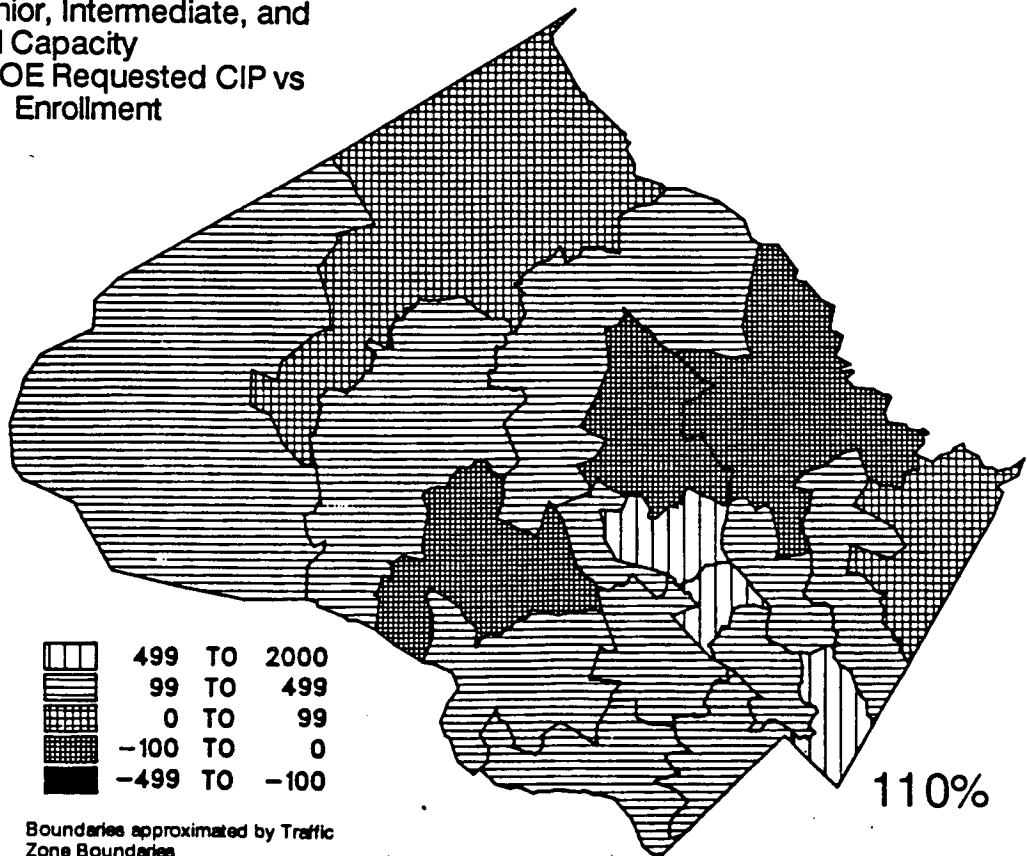 nior, Intermediate, and
l Capacity
OE Requested CIP vs
Enrollment
499 TO 2000
99 TO 499
0 TO 99
-100 TO 0
-499 TO -100
110%
Boundaries approximated by Traffic
Zone Boundaries